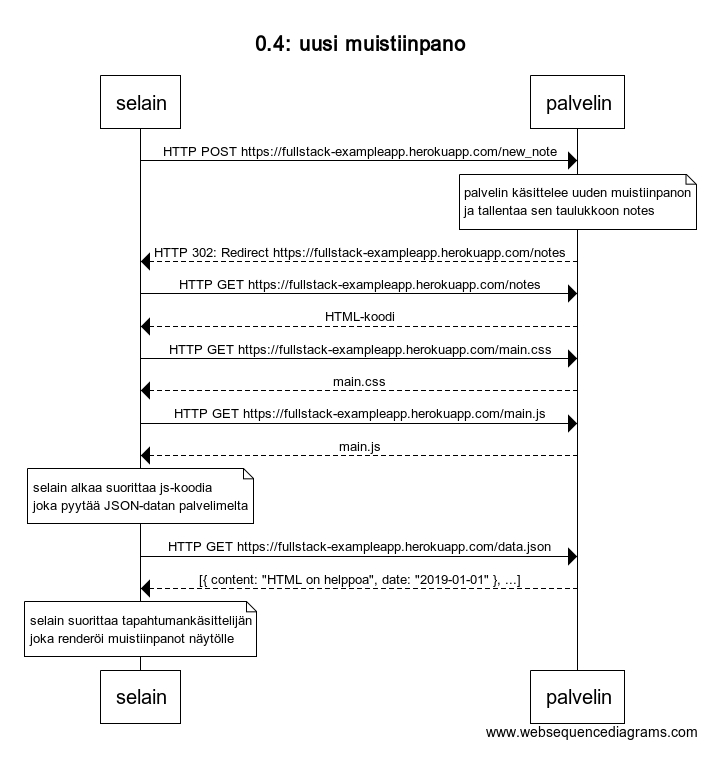 0.4: uusi muistiinpano
selain
palvelin
HTTP POST https://fullstack-exampleapp.herokuapp.com/new_note
palvelin käsittelee uuden muistiinpanon
ja tallentaa sen taulukkoon notes
HTTP 302: Redirect https://fullstack-exampleapp.herokuapp.com/notes
HTTP GET https://fullstack-exampleapp.herokuapp.com/notes
HTML-koodi
HTTP GET https://fullstack-exampleapp.herokuapp.com/main.css
main.css
HTTP GET https://fullstack-exampleapp.herokuapp.com/main.js
main.js
selain alkaa suorittaa js-koodia
joka pyytää JSON-datan palvelimelta
HTTP GET https://fullstack-exampleapp.herokuapp.com/data.json
[{ content: "HTML on helppoa", date: "2019-01-01" }, ...]
selain suorittaa tapahtumankäsittelijän
joka renderöi muistiinpanot näytölle
selain
palvelin
www.websequencediagrams.com